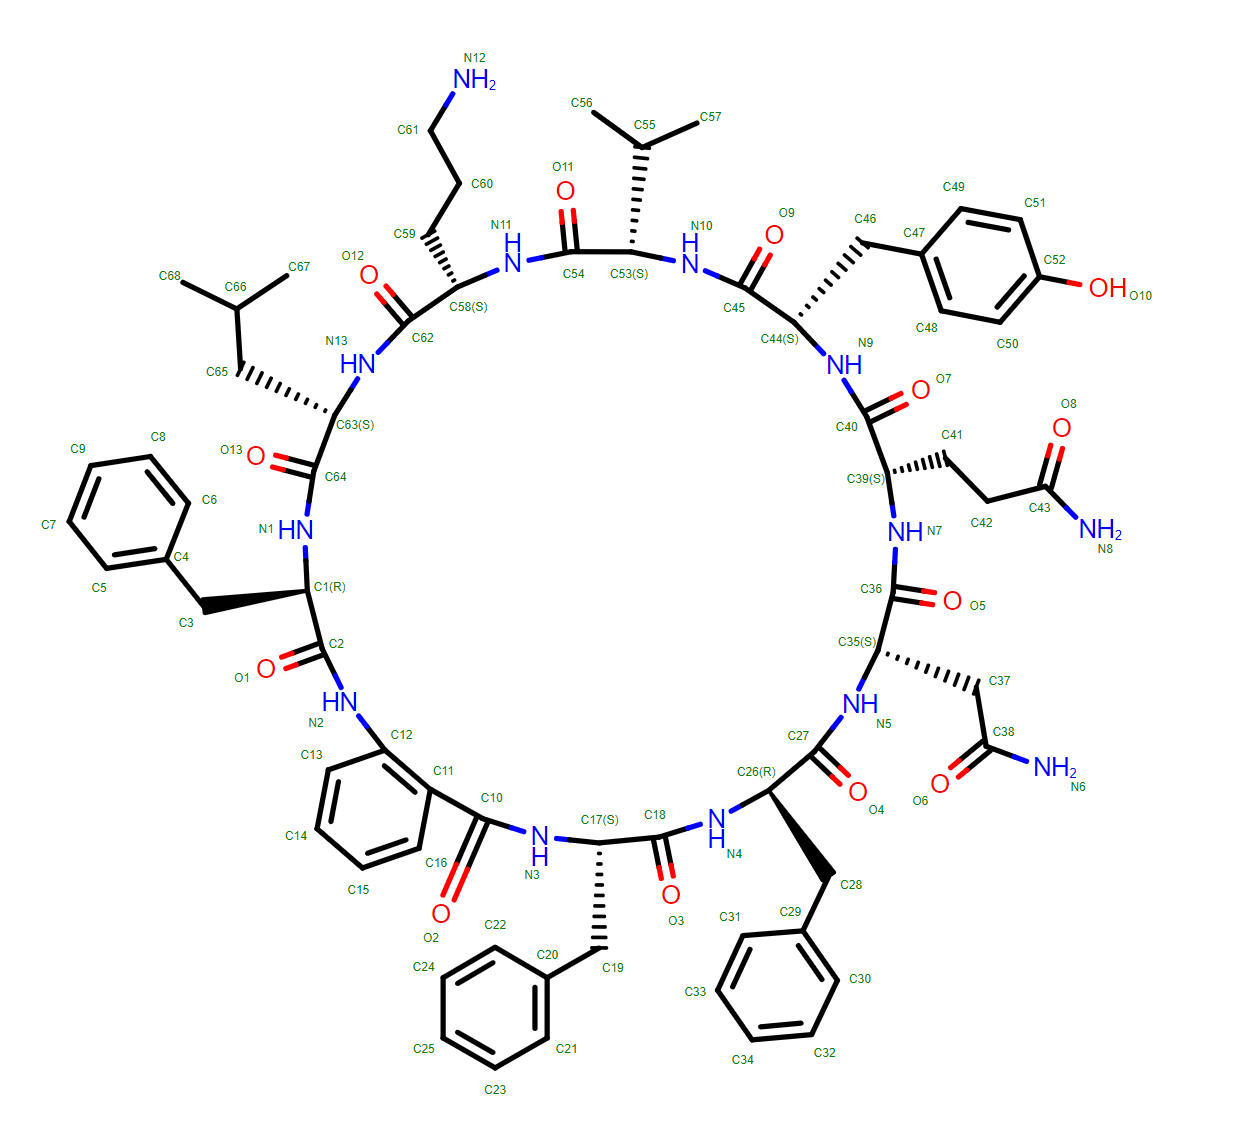 N12
NH2
C61
C60
C59
C56
C55
C57
O11
O
N11
H
N
C54
C53(S)
N10
H
N
O9
O
C45
C46
C47
C49
C51
C52
OH
O10
C50
C48
C44(S)
N9
NH
O12
O
C58(S)
C62
N13
HN
C68
C67
C66
C65
C63(S)
O13
O
C64
C40
O
O7
C39(S)
C41
O8
O
C42
C43
NH2
N8
C9
C8
C6
C7
C5
C4
C3
N1
HN
C1(R)
NH
N7
C36
O
O5
C35(S)
C37
C38
NH2
N6
O6
O
C2
O1
O
HN
N2
NH
N5
C27
C26(R)
O
O4
C12
C13
C11
C14
C15
C16
C10
O2
O
N
H
N3
C17(S)
C18
O
O3
N
H
N4
C28
C29
C31
C30
C33
C34
C32
C19
C20
C22
C24
C25
C23
C21